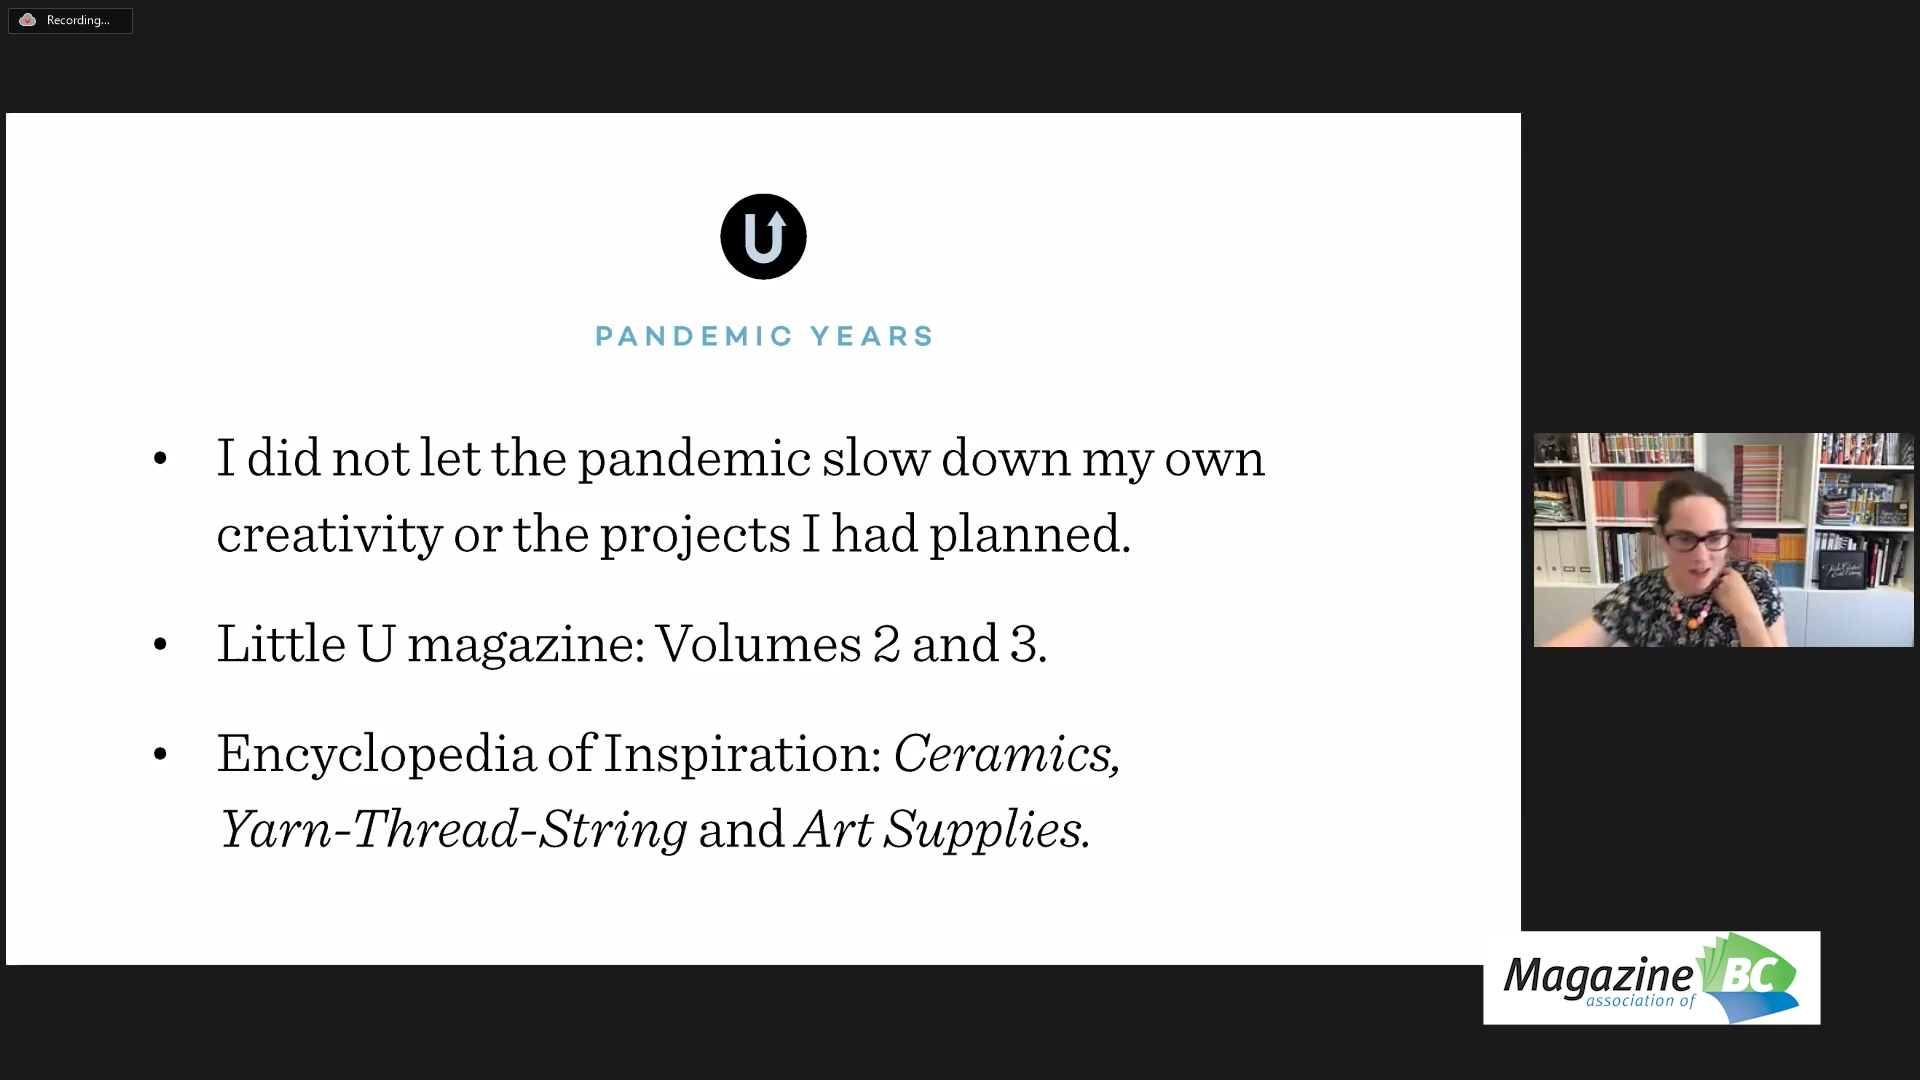 Recording...
U
PANDEMIC YEARS
• I did not let the pandemic slow down my own
creativity or the projects I had planned.
• Little U magazine: Volumes 2 and 3.
• Encyclopedia of Inspiration: Ceramics,
Yarn-Thread-String and Art Supplies.
Magazine BC
association of